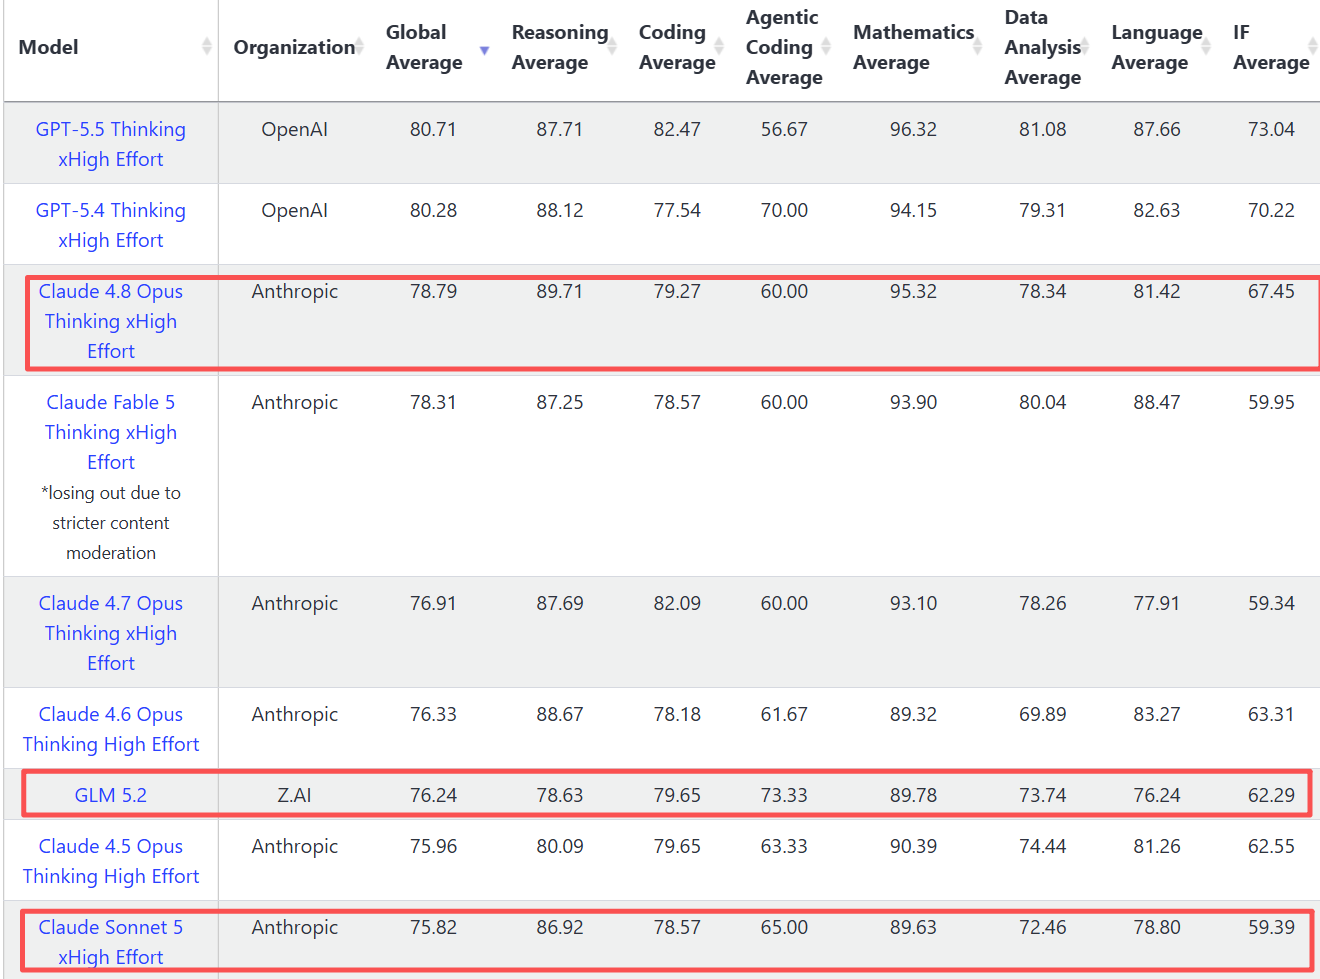 Model Organization Global Average Reasoning Average Coding Average Agentic Coding Average Mathematics Average Data Analysis Average Language Average IF Average
GPT-5.5 Thinking xHigh Effort OpenAI 80.71 87.71 82.47 56.67 96.32 81.08 87.66 73.04
GPT-5.4 Thinking xHigh Effort OpenAI 80.28 88.12 77.54 70.00 94.15 79.31 82.63 70.22
Claude 4.8 Opus Thinking xHigh Effort Anthropic 78.79 89.71 79.27 60.00 95.32 78.34 81.42 67.45
Claude Fable 5 Thinking xHigh Effort *losing out due to stricter content moderation Anthropic 78.31 87.25 78.57 60.00 93.90 80.04 88.47 59.95
Claude 4.7 Opus Thinking xHigh Effort Anthropic 76.91 87.69 82.09 60.00 93.10 78.26 77.91 59.34
Claude 4.6 Opus Thinking High Effort Anthropic 76.33 88.67 78.18 61.67 89.32 69.89 83.27 63.31
GLM 5.2 Z.AI 76.24 78.63 79.65 73.33 89.78 73.74 76.24 62.29
Claude 4.5 Opus Thinking High Effort Anthropic 75.96 80.09 79.65 63.33 90.39 74.44 81.26 62.55
Claude Sonnet 5 xHigh Effort Anthropic 75.82 86.92 78.57 65.00 89.63 72.46 78.80 59.39